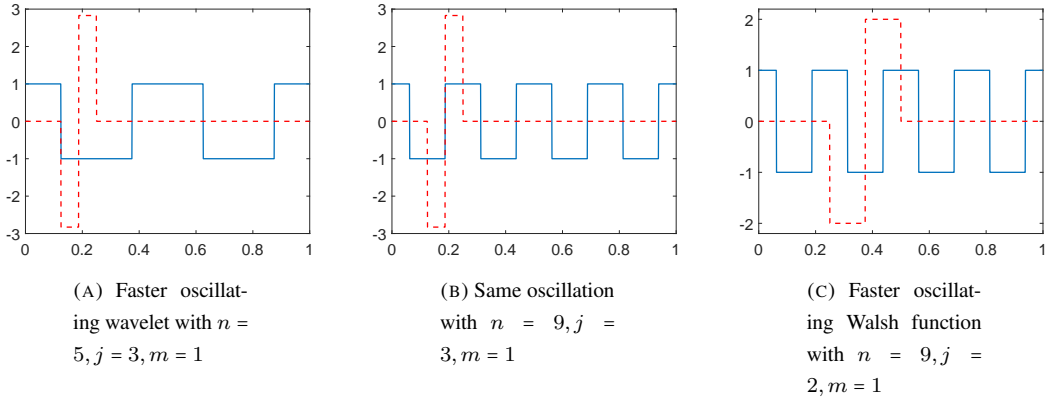 3
2
1
0
-1
-2
-3
0 0.2 0.4 0.6 0.8 1
3
2
1
0
-1
-2
-3
0 0.2 0.4 0.6 0.8 1
2
1
0
-1
-2
0 0.2 0.4 0.6 0.8 1
(A) Faster oscillat-
ing wavelet with n =
5, j = 3, m = 1
(B) Same oscillation
with n = 9, j =
3, m = 1
(C) Faster oscillat-
ing Walsh function
with n = 9, j =
2, m = 1